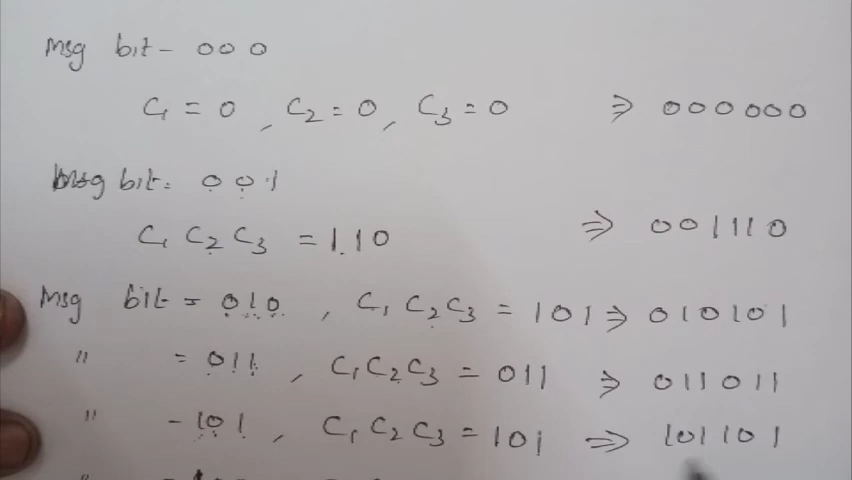 Msg bit - 000
C1 = 0, C2 = 0, C3 = 0 ⇒ 000000
Msg bit = 001
C1 C2 C3 = 110 ⇒ 001110
Msg bit = 010, C1 C2 C3 = 101 ⇒ 010101
" = 011, C1 C2 C3 = 011 ⇒ 011011
" - 101, C1 C2 C3 = 101 ⇒ 101101